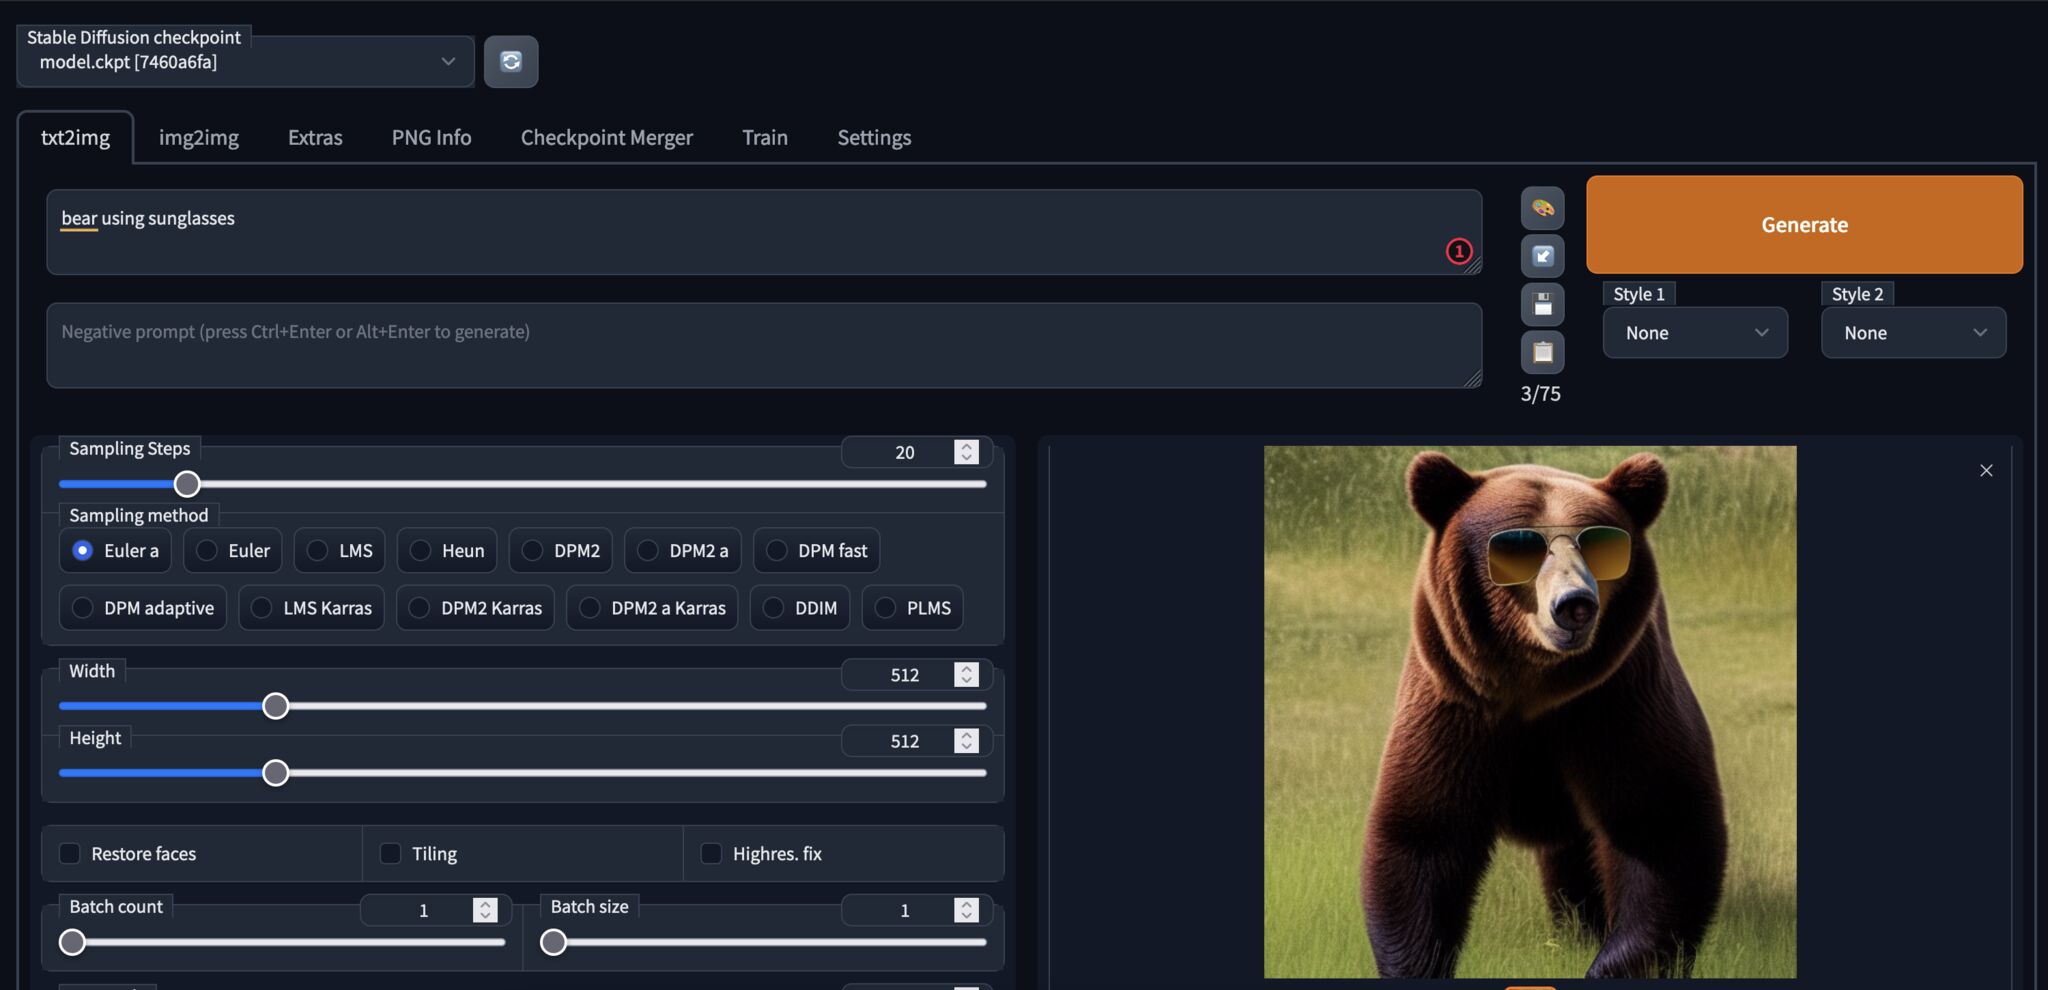 Stable Diffusion checkpoint
model.ckpt [7460a6fa]
txt2img img2img Extras PNG Info Checkpoint Merger Train Settings
bear using sunglasses
1
Generate
Negative prompt (press Ctrl+Enter or Alt+Enter to generate)
Style 1 Style 2
None None
3/75
Sampling Steps 20
Sampling method
Euler a Euler LMS Heun DPM2 DPM2 a DPM fast
DPM adaptive LMS Karras DPM2 Karras DPM2 a Karras DDIM PLMS
Width 512
Height 512
Restore faces Tiling Highres. fix
Batch count 1 Batch size 1